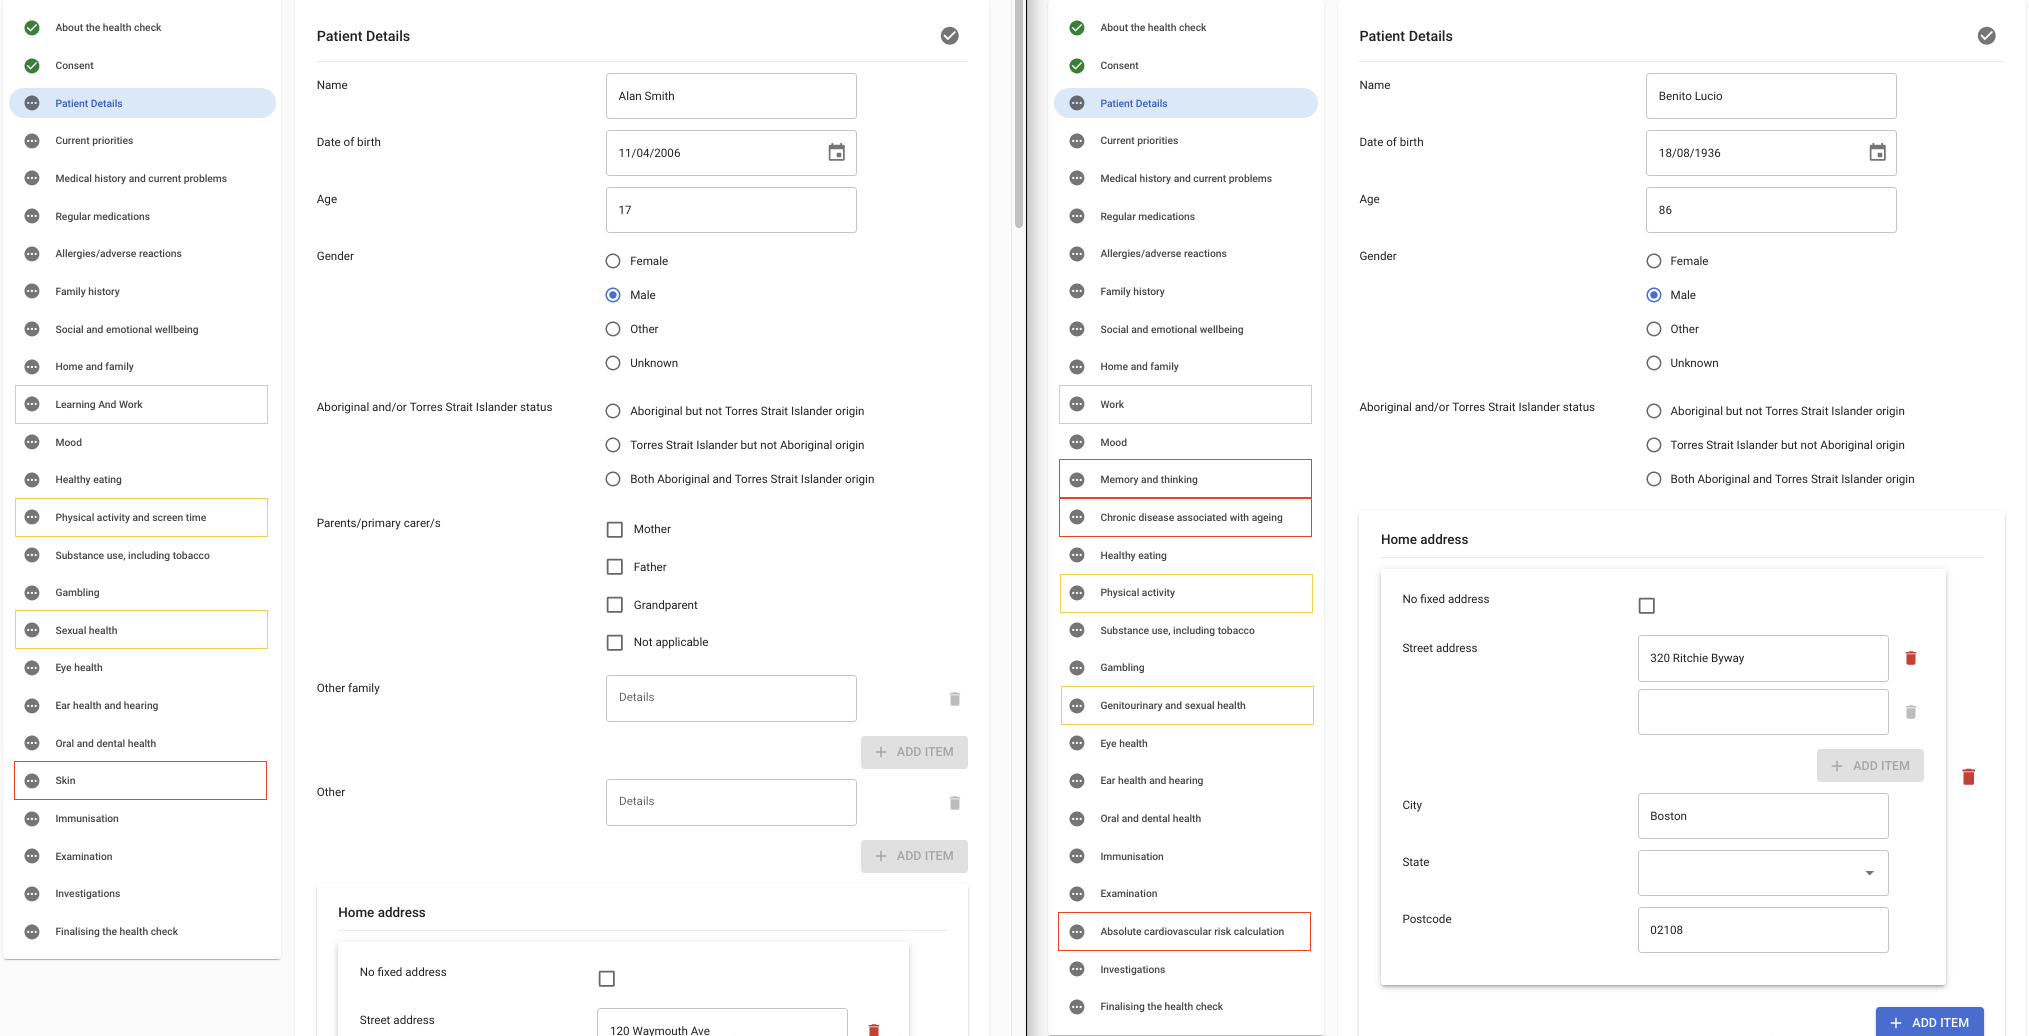 About the health check
Consent
Patient Details
Current priorities
Medical history and current problems
Regular medications
Allergies/adverse reactions
Family history
Social and emotional wellbeing
Home and family
Learning And Work
Mood
Healthy eating
Physical activity and screen time
Substance use, including tobacco
Gambling
Sexual health
Eye health
Ear health and hearing
Oral and dental health
Skin
Immunisation
Examination
Investigations
Finalising the health check
Patient Details
Name
Alan Smith
Date of birth
11/04/2006
Age
17
Gender
Female
Male
Other
Unknown
Aboriginal and/or Torres Strait Islander status
Aboriginal but not Torres Strait Islander origin
Torres Strait Islander but not Aboriginal origin
Both Aboriginal and Torres Strait Islander origin
Parents/primary carer/s
Mother
Father
Grandparent
Not applicable
Other family
Details
+ ADD ITEM
Other
Details
+ ADD ITEM
Home address
No fixed address
Street address
120 Waymouth Ave
About the health check
Consent
Patient Details
Current priorities
Medical history and current problems
Regular medications
Allergies/adverse reactions
Family history
Social and emotional wellbeing
Home and family
Work
Mood
Memory and thinking
Chronic disease associated with ageing
Healthy eating
Physical activity
Substance use, including tobacco
Gambling
Genitourinary and sexual health
Eye health
Ear health and hearing
Oral and dental health
Immunisation
Examination
Absolute cardiovascular risk calculation
Investigations
Finalising the health check
Patient Details
Name
Benito Lucio
Date of birth
18/08/1936
Age
86
Gender
Female
Male
Other
Unknown
Aboriginal and/or Torres Strait Islander status
Aboriginal but not Torres Strait Islander origin
Torres Strait Islander but not Aboriginal origin
Both Aboriginal and Torres Strait Islander origin
Home address
No fixed address
Street address
320 Ritchie Byway
+ ADD ITEM
City
Boston
State
Postcode
02108
+ ADD ITEM